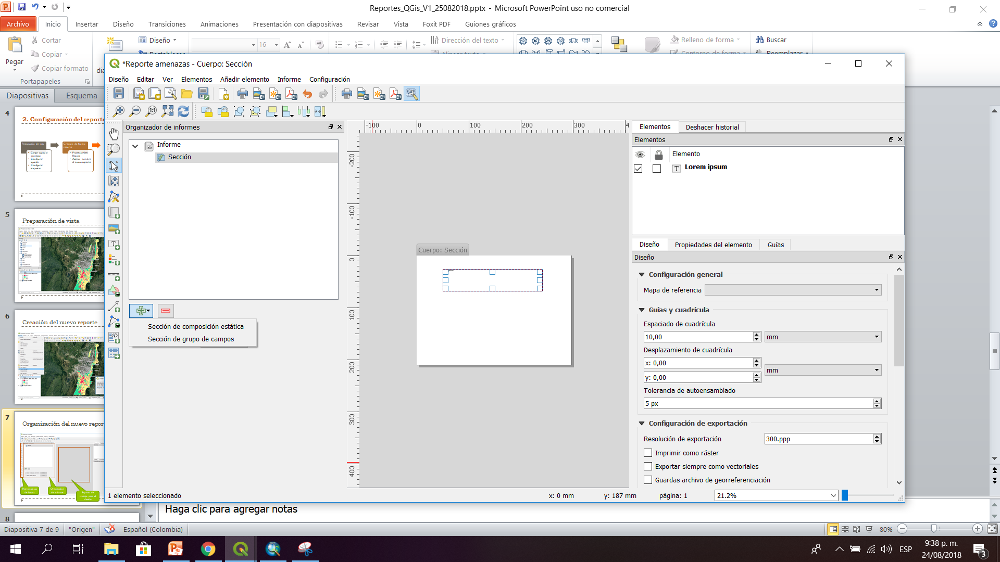 Reportes_QGis_V1_25082018.pptx - Microsoft PowerPoint uso no comercial
Archivo Inicio Insertar Diseño Transiciones Animaciones Presentación con diapositivas Revisar Vista Foxit PDF Guiones gráficos
Pegar
Cortar
Copiar
Copiar formato
Portapapeles
Diseño
16
Dirección del texto
Relleno de forma
Buscar
Diapositivas Esquema
*Reporte amenazas - Cuerpo: Sección
Diseño Editar Ver Elementos Añadir elemento Informe Configuración
Organizador de informes
Informe
Sección
Sección de composición estática
Sección de grupo de campos
-100 0 100 200 300 4
-200
-100
0
100
200
300
400
Cuerpo: Sección
Elementos Deshacer historial
Elementos
Elemento
Lorem ipsum
Diseño Propiedades del elemento Guías
Diseño
Configuración general
Mapa de referencia
Guías y cuadrícula
Espaciado de cuadrícula
10,00 mm
Desplazamiento de cuadrícula
x: 0,00
mm
y: 0,00
Tolerancia de autoensamblado
5 px
Configuración de exportación
Resolución de exportación 300.ppp
Imprimir como ráster
Exportar siempre como vectoriales
Guardas archivo de georreferenciación
1 elemento seleccionado x: 0 mm y: 187 mm página: 1 21.2%
4
2. Configuración del reporte
5
Preparación de vista
6
Creación del nuevo reporte
7
Organización del nuevo repor
8
Haga clic para agregar notas
Diapositiva 7 de 9 "Origen" Español (Colombia) 80%
ESP
9:38 p. m.
24/08/2018
3